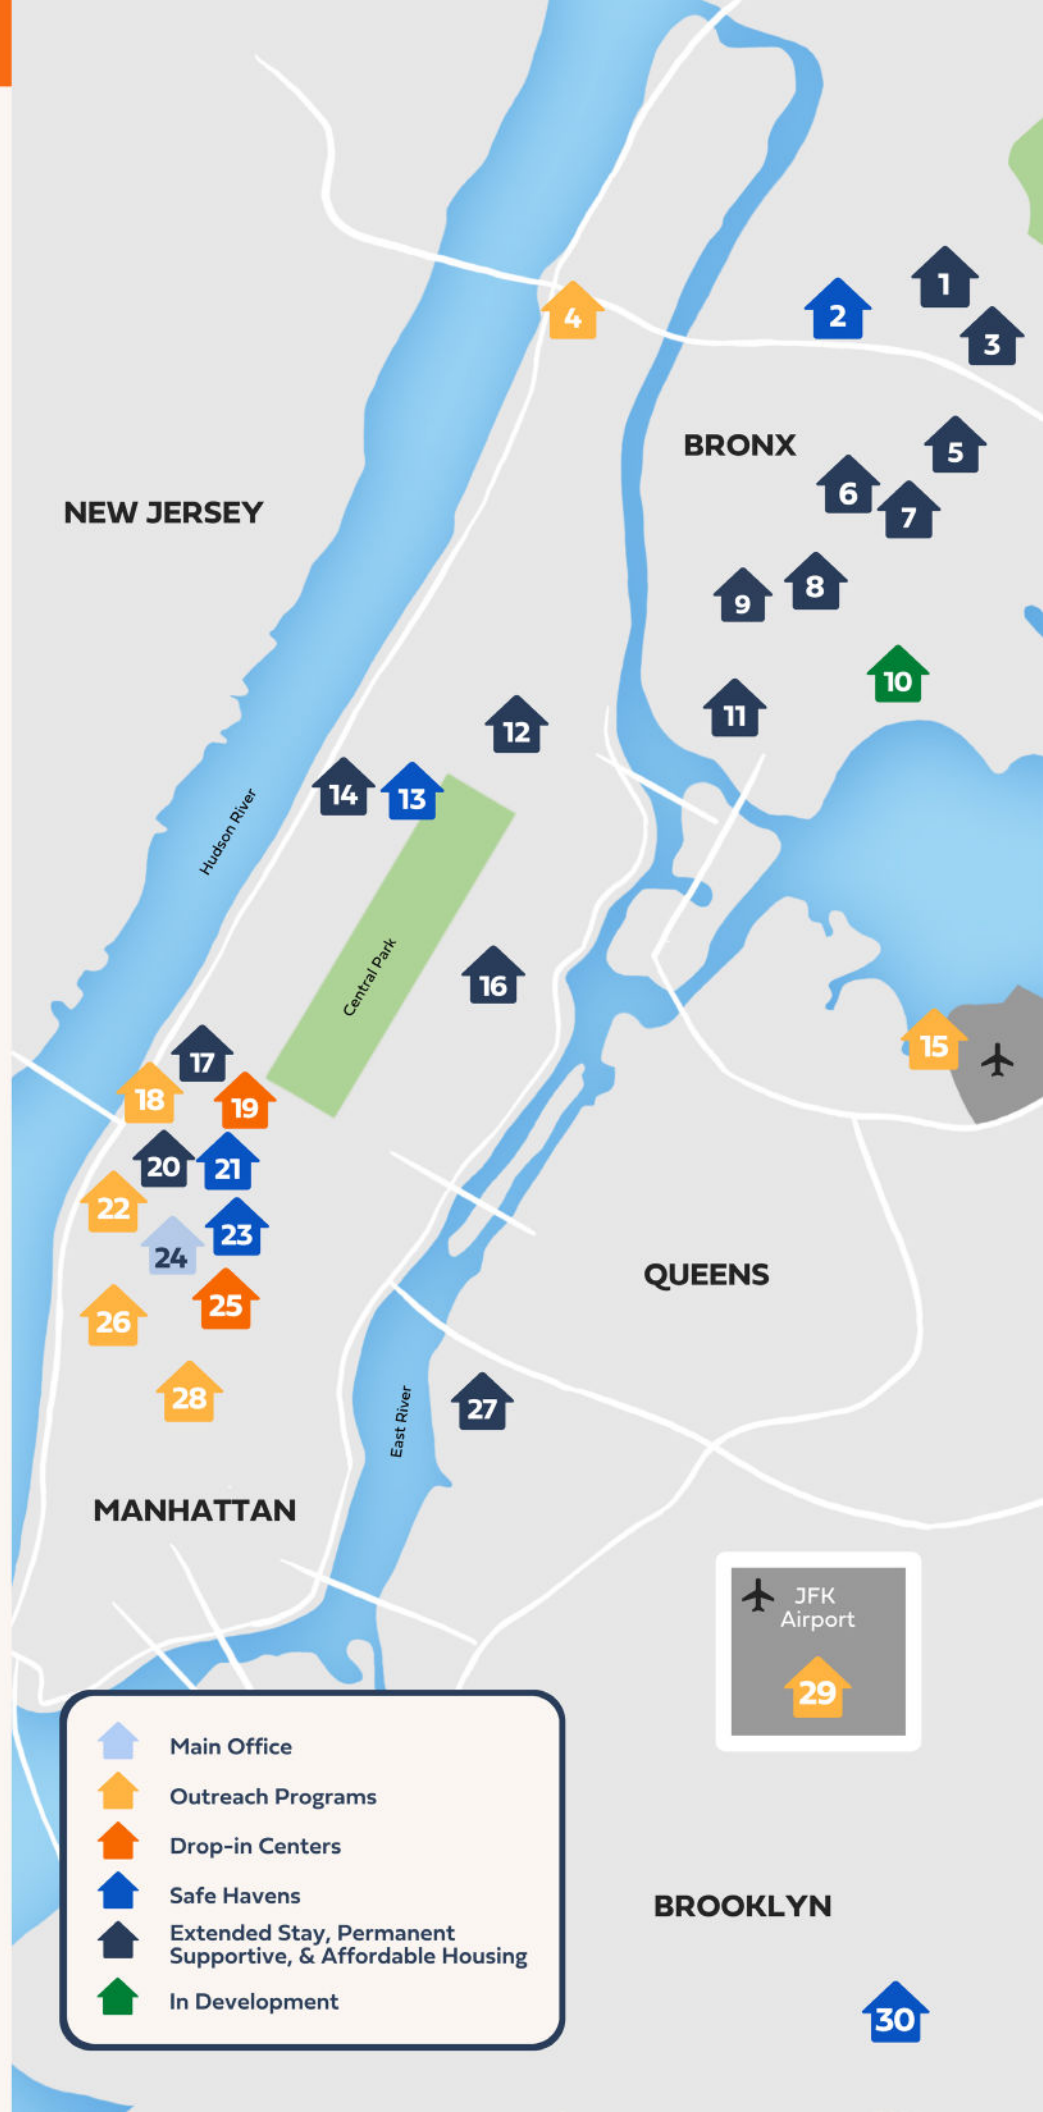 1
2
4
3
BRONX
5
6
NEW JERSEY
7
8
9
10
11
12
14
13
Hudson River
Central Park
16
15
17
18
19
20
21
22
23
24
QUEENS
25
26
28
27
East River
MANHATTAN
JFK
Airport
29
Main Office
Outreach Programs
Drop-in Centers
Safe Havens
Extended Stay, Permanent
Supportive, & Affordable Housing
In Development
BROOKLYN
30